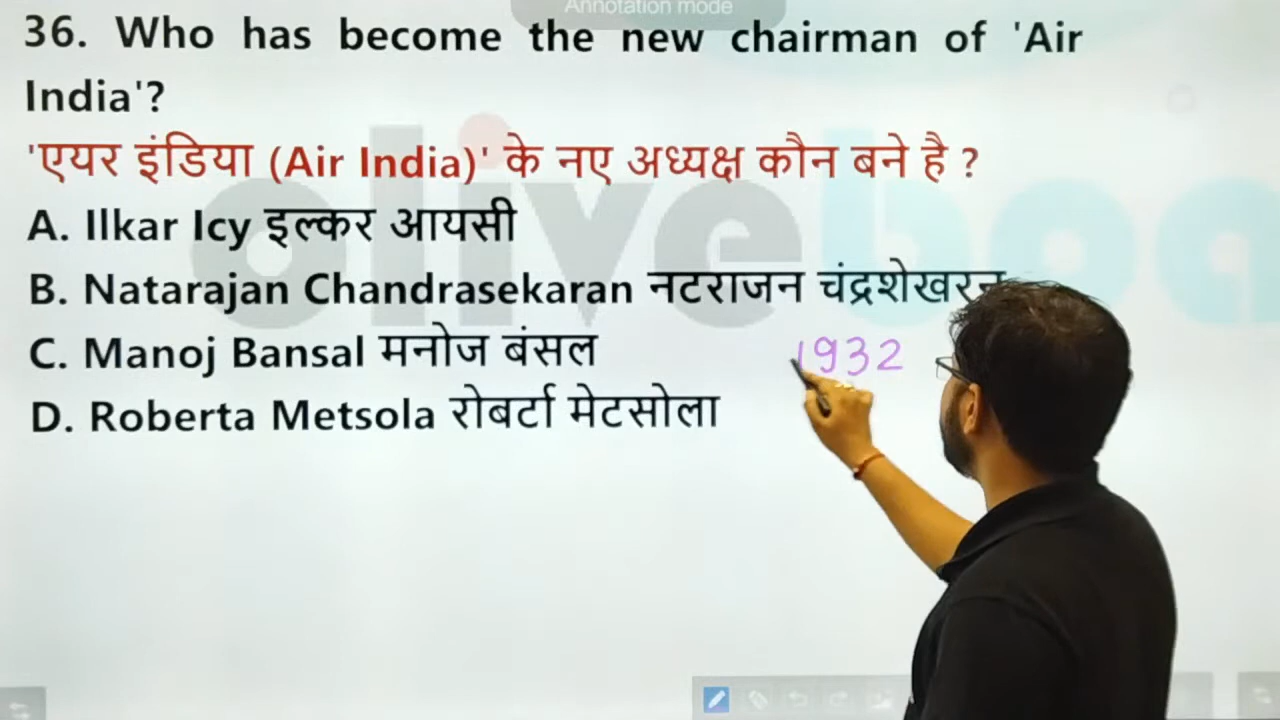 Annotation mode
36. Who has become the new chairman of 'Air
India'?
'एयर इंडिया (Air India)' के नए अध्यक्ष कौन बने है ?
A. Ilkar Icy इल्कर आयसी
B. Natarajan Chandrasekaran नटराजन चंद्रशेखरन
C. Manoj Bansal मनोज बंसल
1932
D. Roberta Metsola रोबर्टा मेटसोला
oliveboa